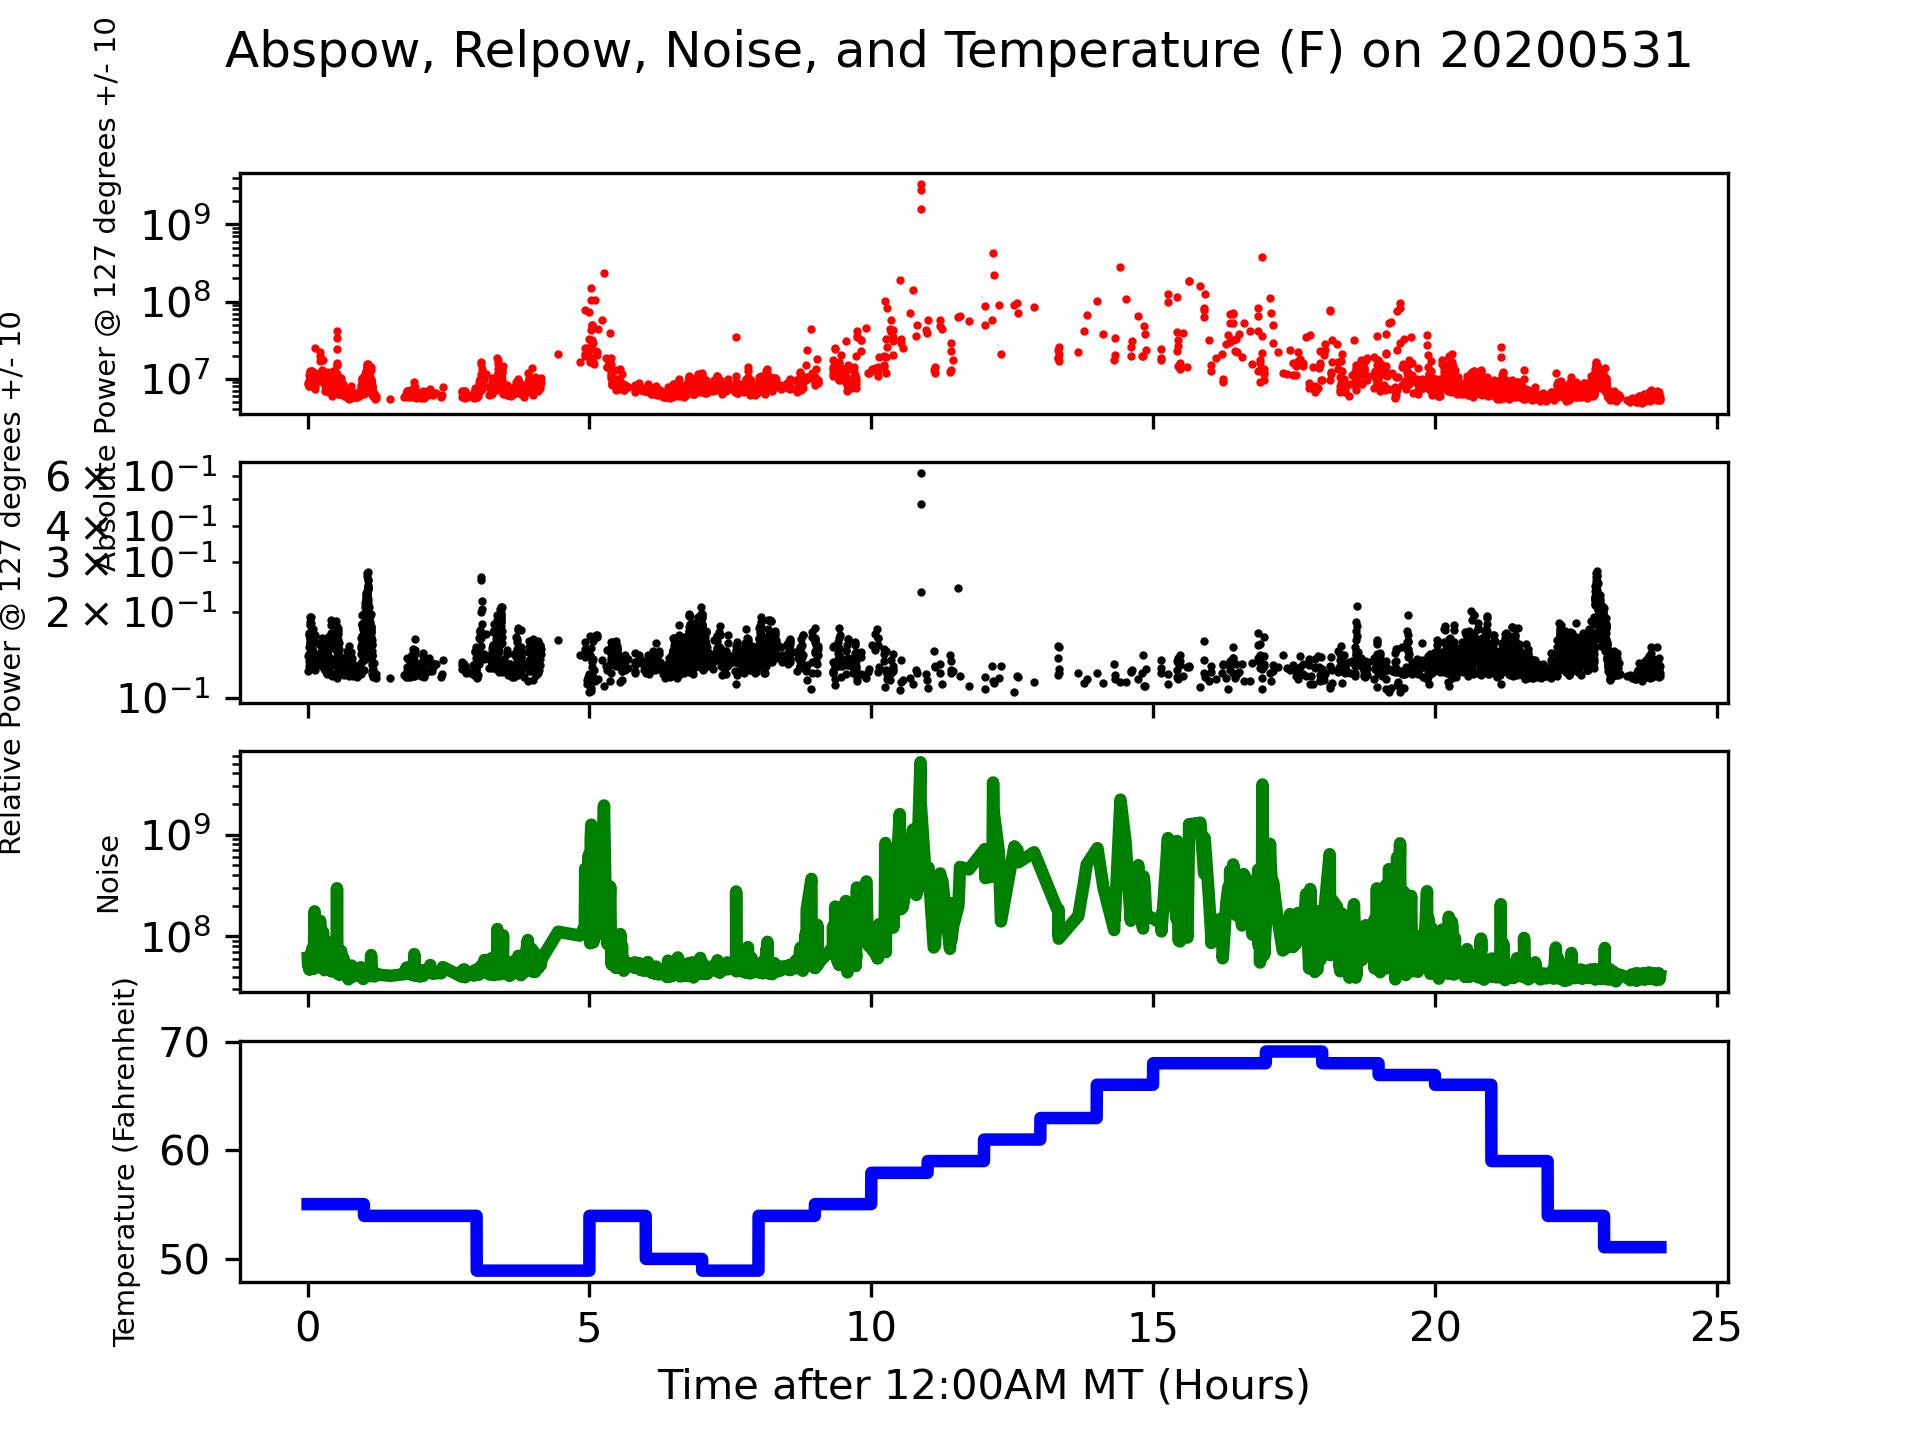 Abspow, Relpow, Noise, and Temperature (F) on 20200531
Absolute Power @ 127 degrees +/- 10
10⁹
10⁸
10⁷
Relative Power @ 127 degrees +/- 10
6 × 10⁻¹
4 × 10⁻¹
3 × 10⁻¹
2 × 10⁻¹
10⁻¹
Noise
10⁹
10⁸
Temperature (Fahrenheit)
70
60
50
0 5 10 15 20 25
Time after 12:00AM MT (Hours)